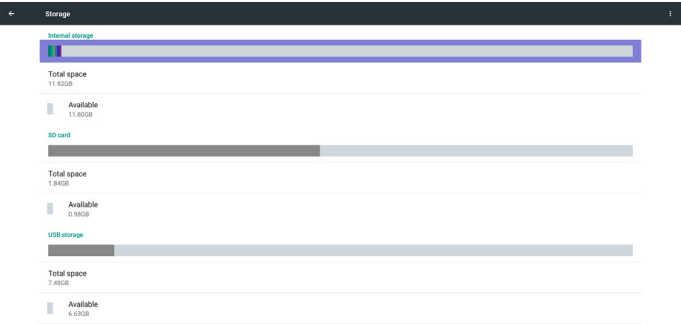 Storage
Internal storage
Total space
11.92GB
Available
11.80GB
SD card
Total space
1.84GB
Available
0.98GB
USB storage
Total space
7.48GB
Available
6.63GB